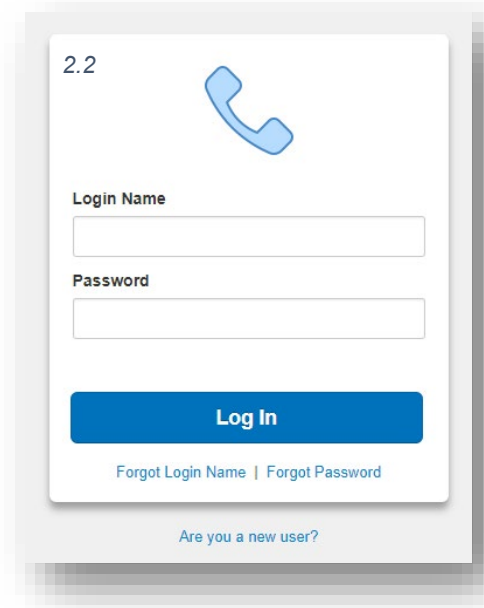 2.2
Login Name
Password
Log In
Forgot Login Name | Forgot Password
Are you a new user?